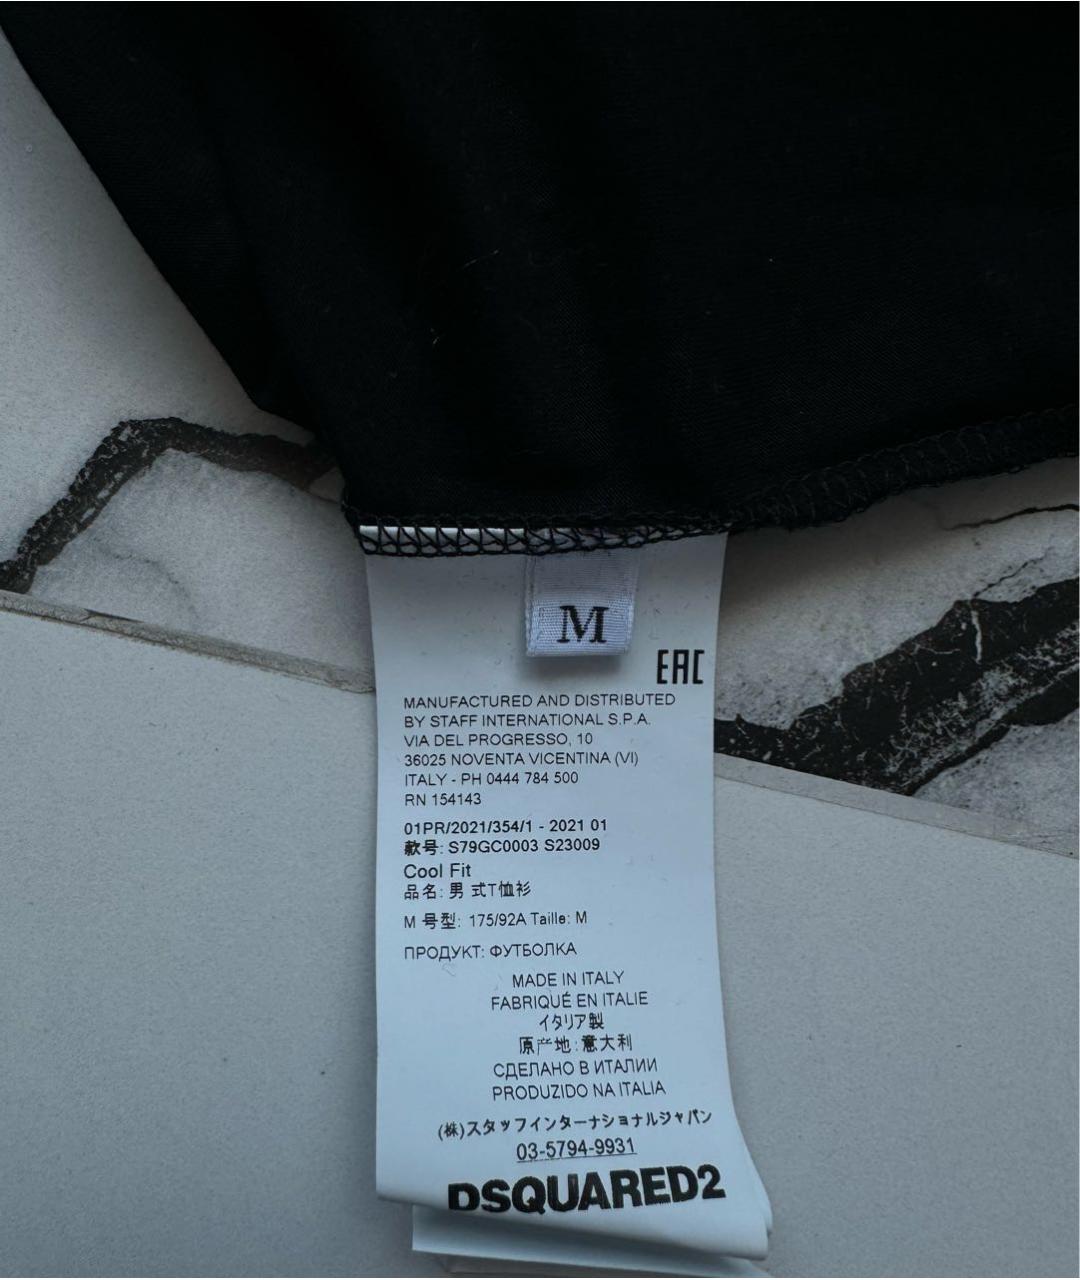 M
EAC
MANUFACTURED AND DISTRIBUTED
BY STAFF INTERNATIONAL S.P.A.
VIA DEL PROGRESSO, 10
36025 NOVENTA VICENTINA (VI)
ITALY - PH 0444 784 500
RN 154143
01PR/2021/354/1 - 2021 01
款号: S79GC0003 S23009
Cool Fit
品名: 男 式T恤衫
M 号型: 175/92A Taille: M
ПРОДУКТ: ФУТБОЛКА
MADE IN ITALY
FABRIQUÉ EN ITALIE
イタリア製
原产地:意大利
СДЕЛАНО В ИТАЛИИ
PRODUZIDO NA ITALIA
(株)スタッフインターナショナルジャパン
03-5794-9931
DSQUARED2